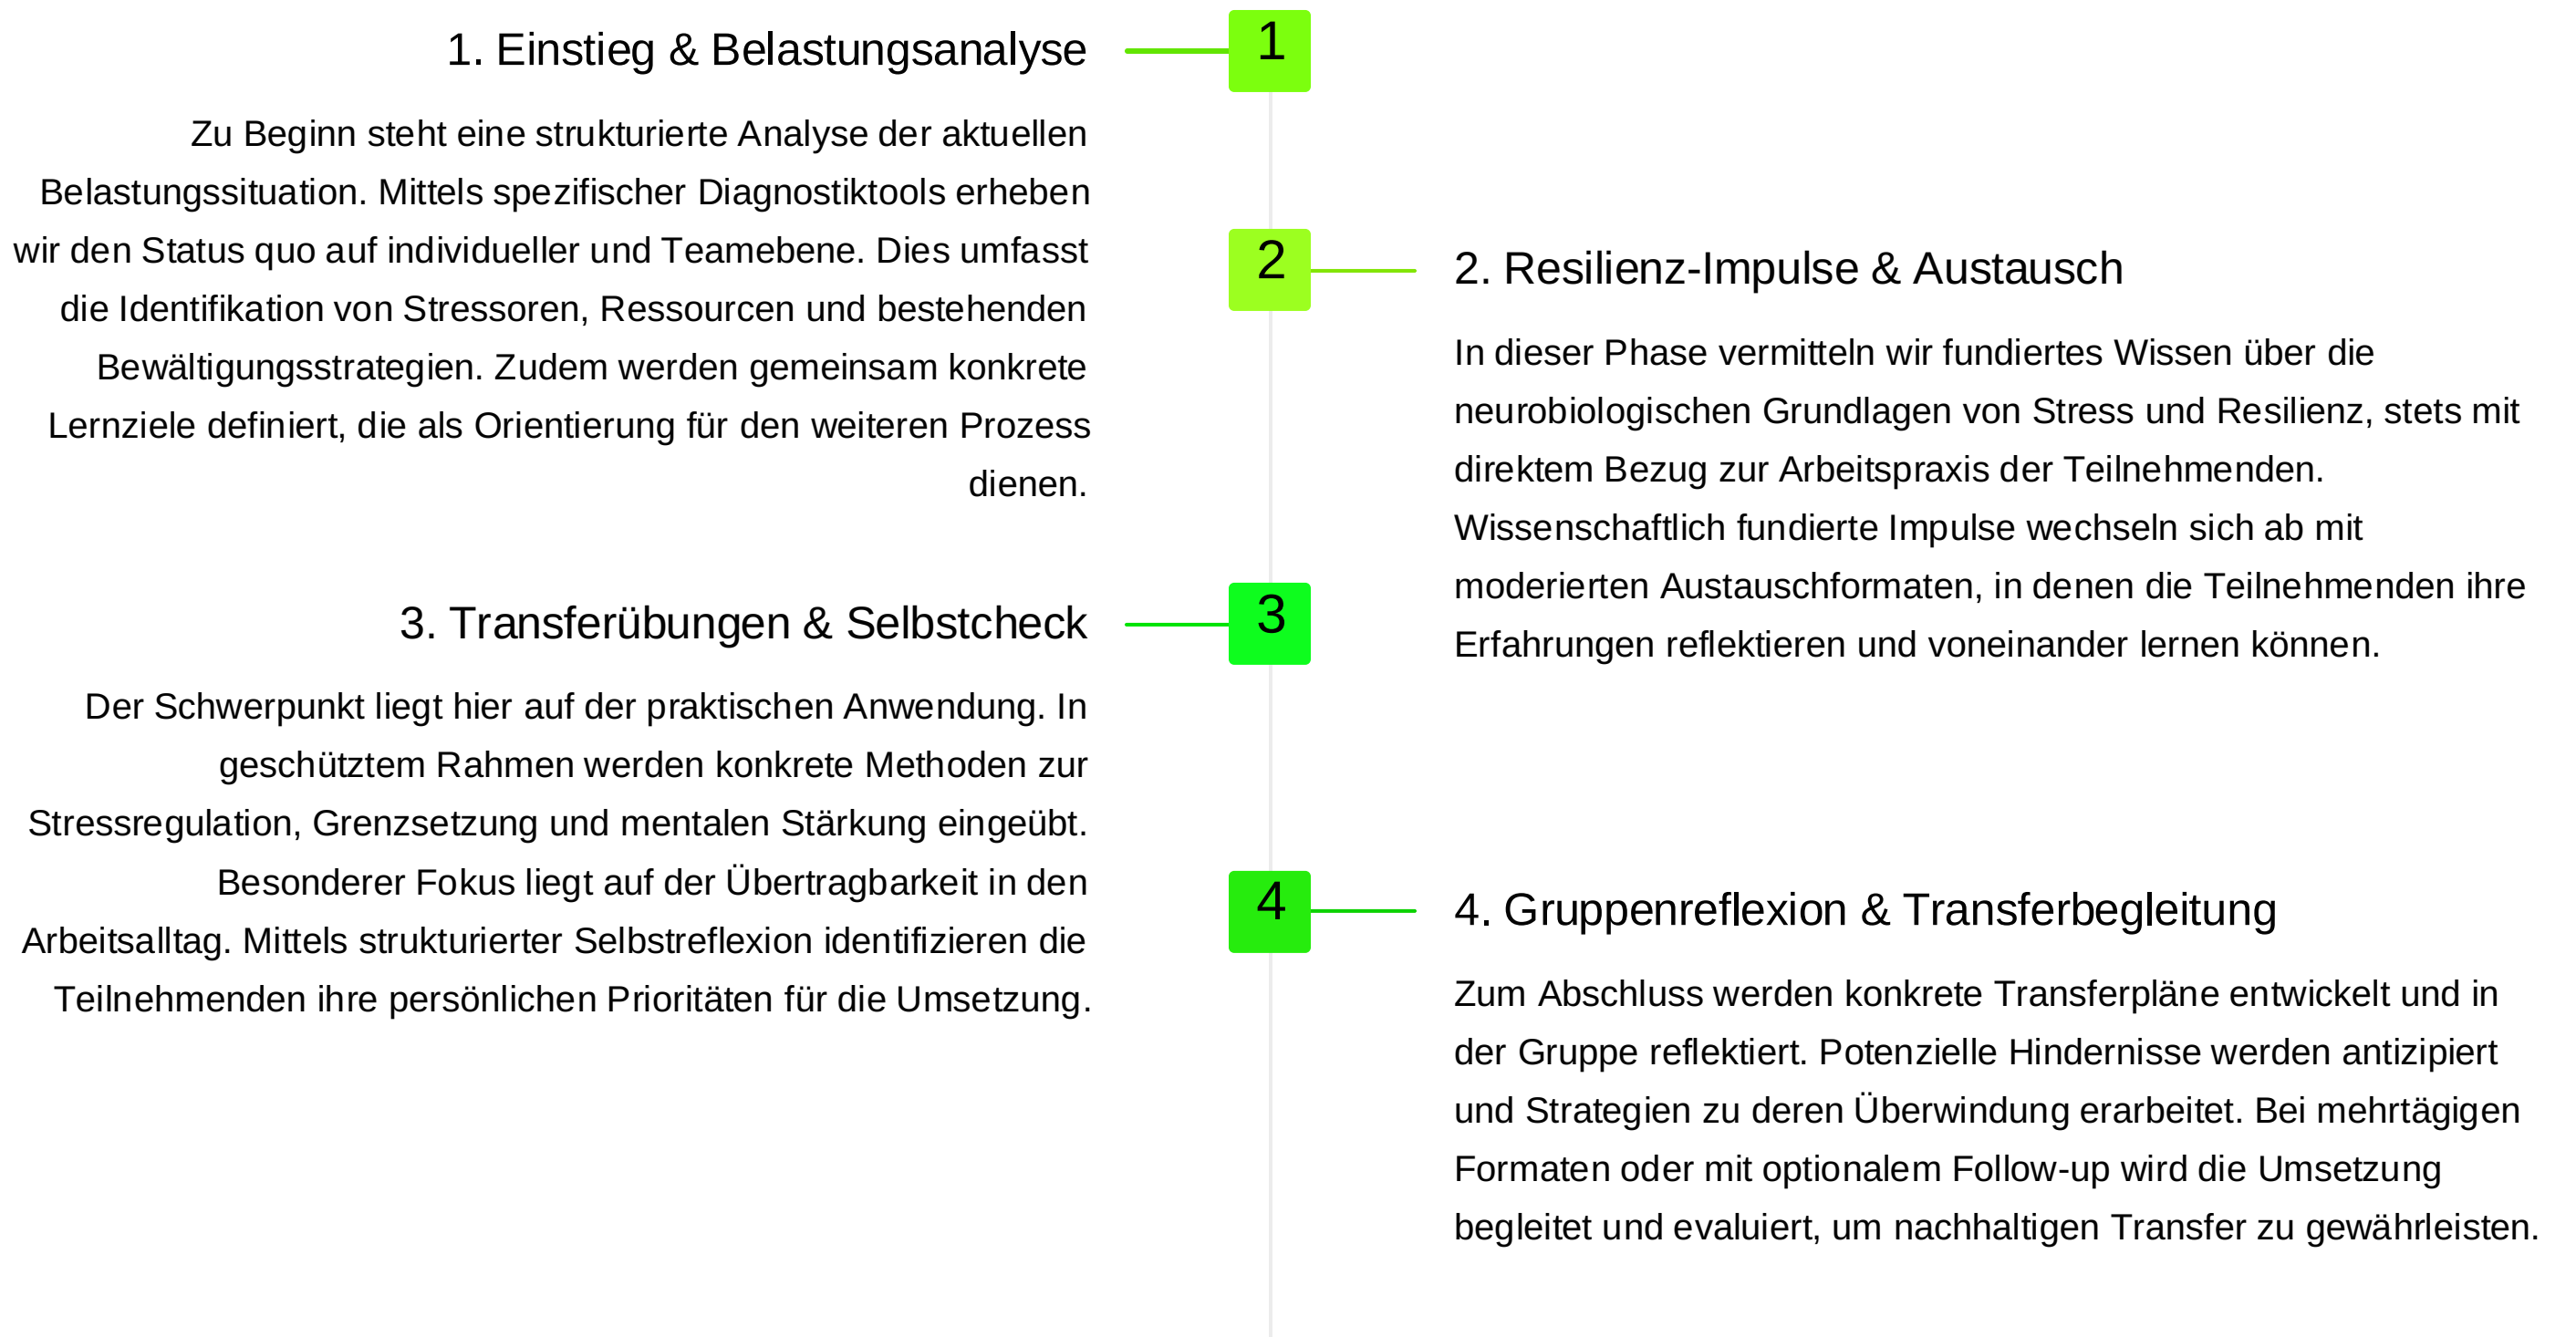 1. Einstieg & Belastungsanalyse
1
Zu Beginn steht eine strukturierte Analyse der aktuellen
Belastungssituation. Mittels spezifischer Diagnostiktools erheben
wir den Status quo auf individueller und Teamebene. Dies umfasst
die Identifikation von Stressoren, Ressourcen und bestehenden
Bewältigungsstrategien. Zudem werden gemeinsam konkrete
Lernziele definiert, die als Orientierung für den weiteren Prozess
dienen.
2
2. Resilienz-Impulse & Austausch
In dieser Phase vermitteln wir fundiertes Wissen über die
neurobiologischen Grundlagen von Stress und Resilienz, stets mit
direktem Bezug zur Arbeitspraxis der Teilnehmenden.
Wissenschaftlich fundierte Impulse wechseln sich ab mit
moderierten Austauschformaten, in denen die Teilnehmenden ihre
Erfahrungen reflektieren und voneinander lernen können.
3. Transferübungen & Selbstcheck
3
Der Schwerpunkt liegt hier auf der praktischen Anwendung. In
geschütztem Rahmen werden konkrete Methoden zur
Stressregulation, Grenzsetzung und mentalen Stärkung eingeübt.
Besonderer Fokus liegt auf der Übertragbarkeit in den
Arbeitsalltag. Mittels strukturierter Selbstreflexion identifizieren die
Teilnehmenden ihre persönlichen Prioritäten für die Umsetzung.
4
4. Gruppenreflexion & Transferbegleitung
Zum Abschluss werden konkrete Transferpläne entwickelt und in
der Gruppe reflektiert. Potenzielle Hindernisse werden antizipiert
und Strategien zu deren Überwindung erarbeitet. Bei mehrtägigen
Formaten oder mit optionalem Follow-up wird die Umsetzung
begleitet und evaluiert, um nachhaltigen Transfer zu gewährleisten.